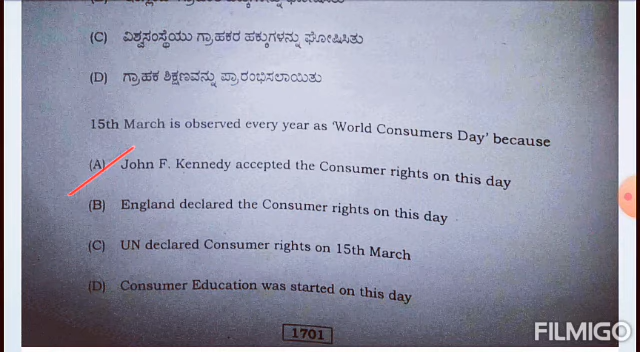 (C) ವಿಶ್ವಸಂಸ್ಥೆಯು ಗ್ರಾಹಕರ ಹಕ್ಕುಗಳನ್ನು ಘೋಷಿಸಿತು
(D) ಗ್ರಾಹಕ ಶಿಕ್ಷಣವನ್ನು ಪ್ರಾರಂಭಿಸಲಾಯಿತು
15th March is observed every year as 'World Consumers Day' because
(A) John F. Kennedy accepted the Consumer rights on this day
(B) England declared the Consumer rights on this day
(C) UN declared Consumer rights on 15th March
(D) Consumer Education was started on this day
1701
FILMIGO